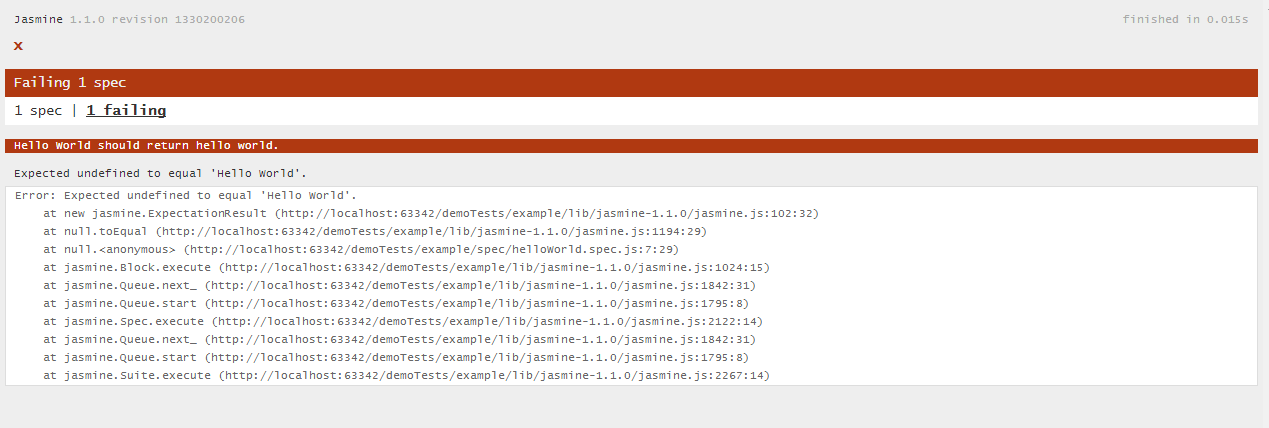 Jasmine 1.1.0 revision 1330200206
finished in 0.015s
x
Failing 1 spec
1 spec | 1 failing
Hello World should return hello world.
Expected undefined to equal 'Hello World'.
Error: Expected undefined to equal 'Hello World'.
at new jasmine.ExpectationResult (http://localhost:63342/demoTests/example/lib/jasmine-1.1.0/jasmine.js:102:32)
at null.toEqual (http://localhost:63342/demoTests/example/lib/jasmine-1.1.0/jasmine.js:1194:29)
at null.<anonymous> (http://localhost:63342/demoTests/example/spec/helloWorld.spec.js:7:29)
at jasmine.Block.execute (http://localhost:63342/demoTests/example/lib/jasmine-1.1.0/jasmine.js:1024:15)
at jasmine.Queue.next_ (http://localhost:63342/demoTests/example/lib/jasmine-1.1.0/jasmine.js:1842:31)
at jasmine.Queue.start (http://localhost:63342/demoTests/example/lib/jasmine-1.1.0/jasmine.js:1795:8)
at jasmine.Spec.execute (http://localhost:63342/demoTests/example/lib/jasmine-1.1.0/jasmine.js:2122:14)
at jasmine.Queue.next_ (http://localhost:63342/demoTests/example/lib/jasmine-1.1.0/jasmine.js:1842:31)
at jasmine.Queue.start (http://localhost:63342/demoTests/example/lib/jasmine-1.1.0/jasmine.js:1795:8)
at jasmine.Suite.execute (http://localhost:63342/demoTests/example/lib/jasmine-1.1.0/jasmine.js:2267:14)